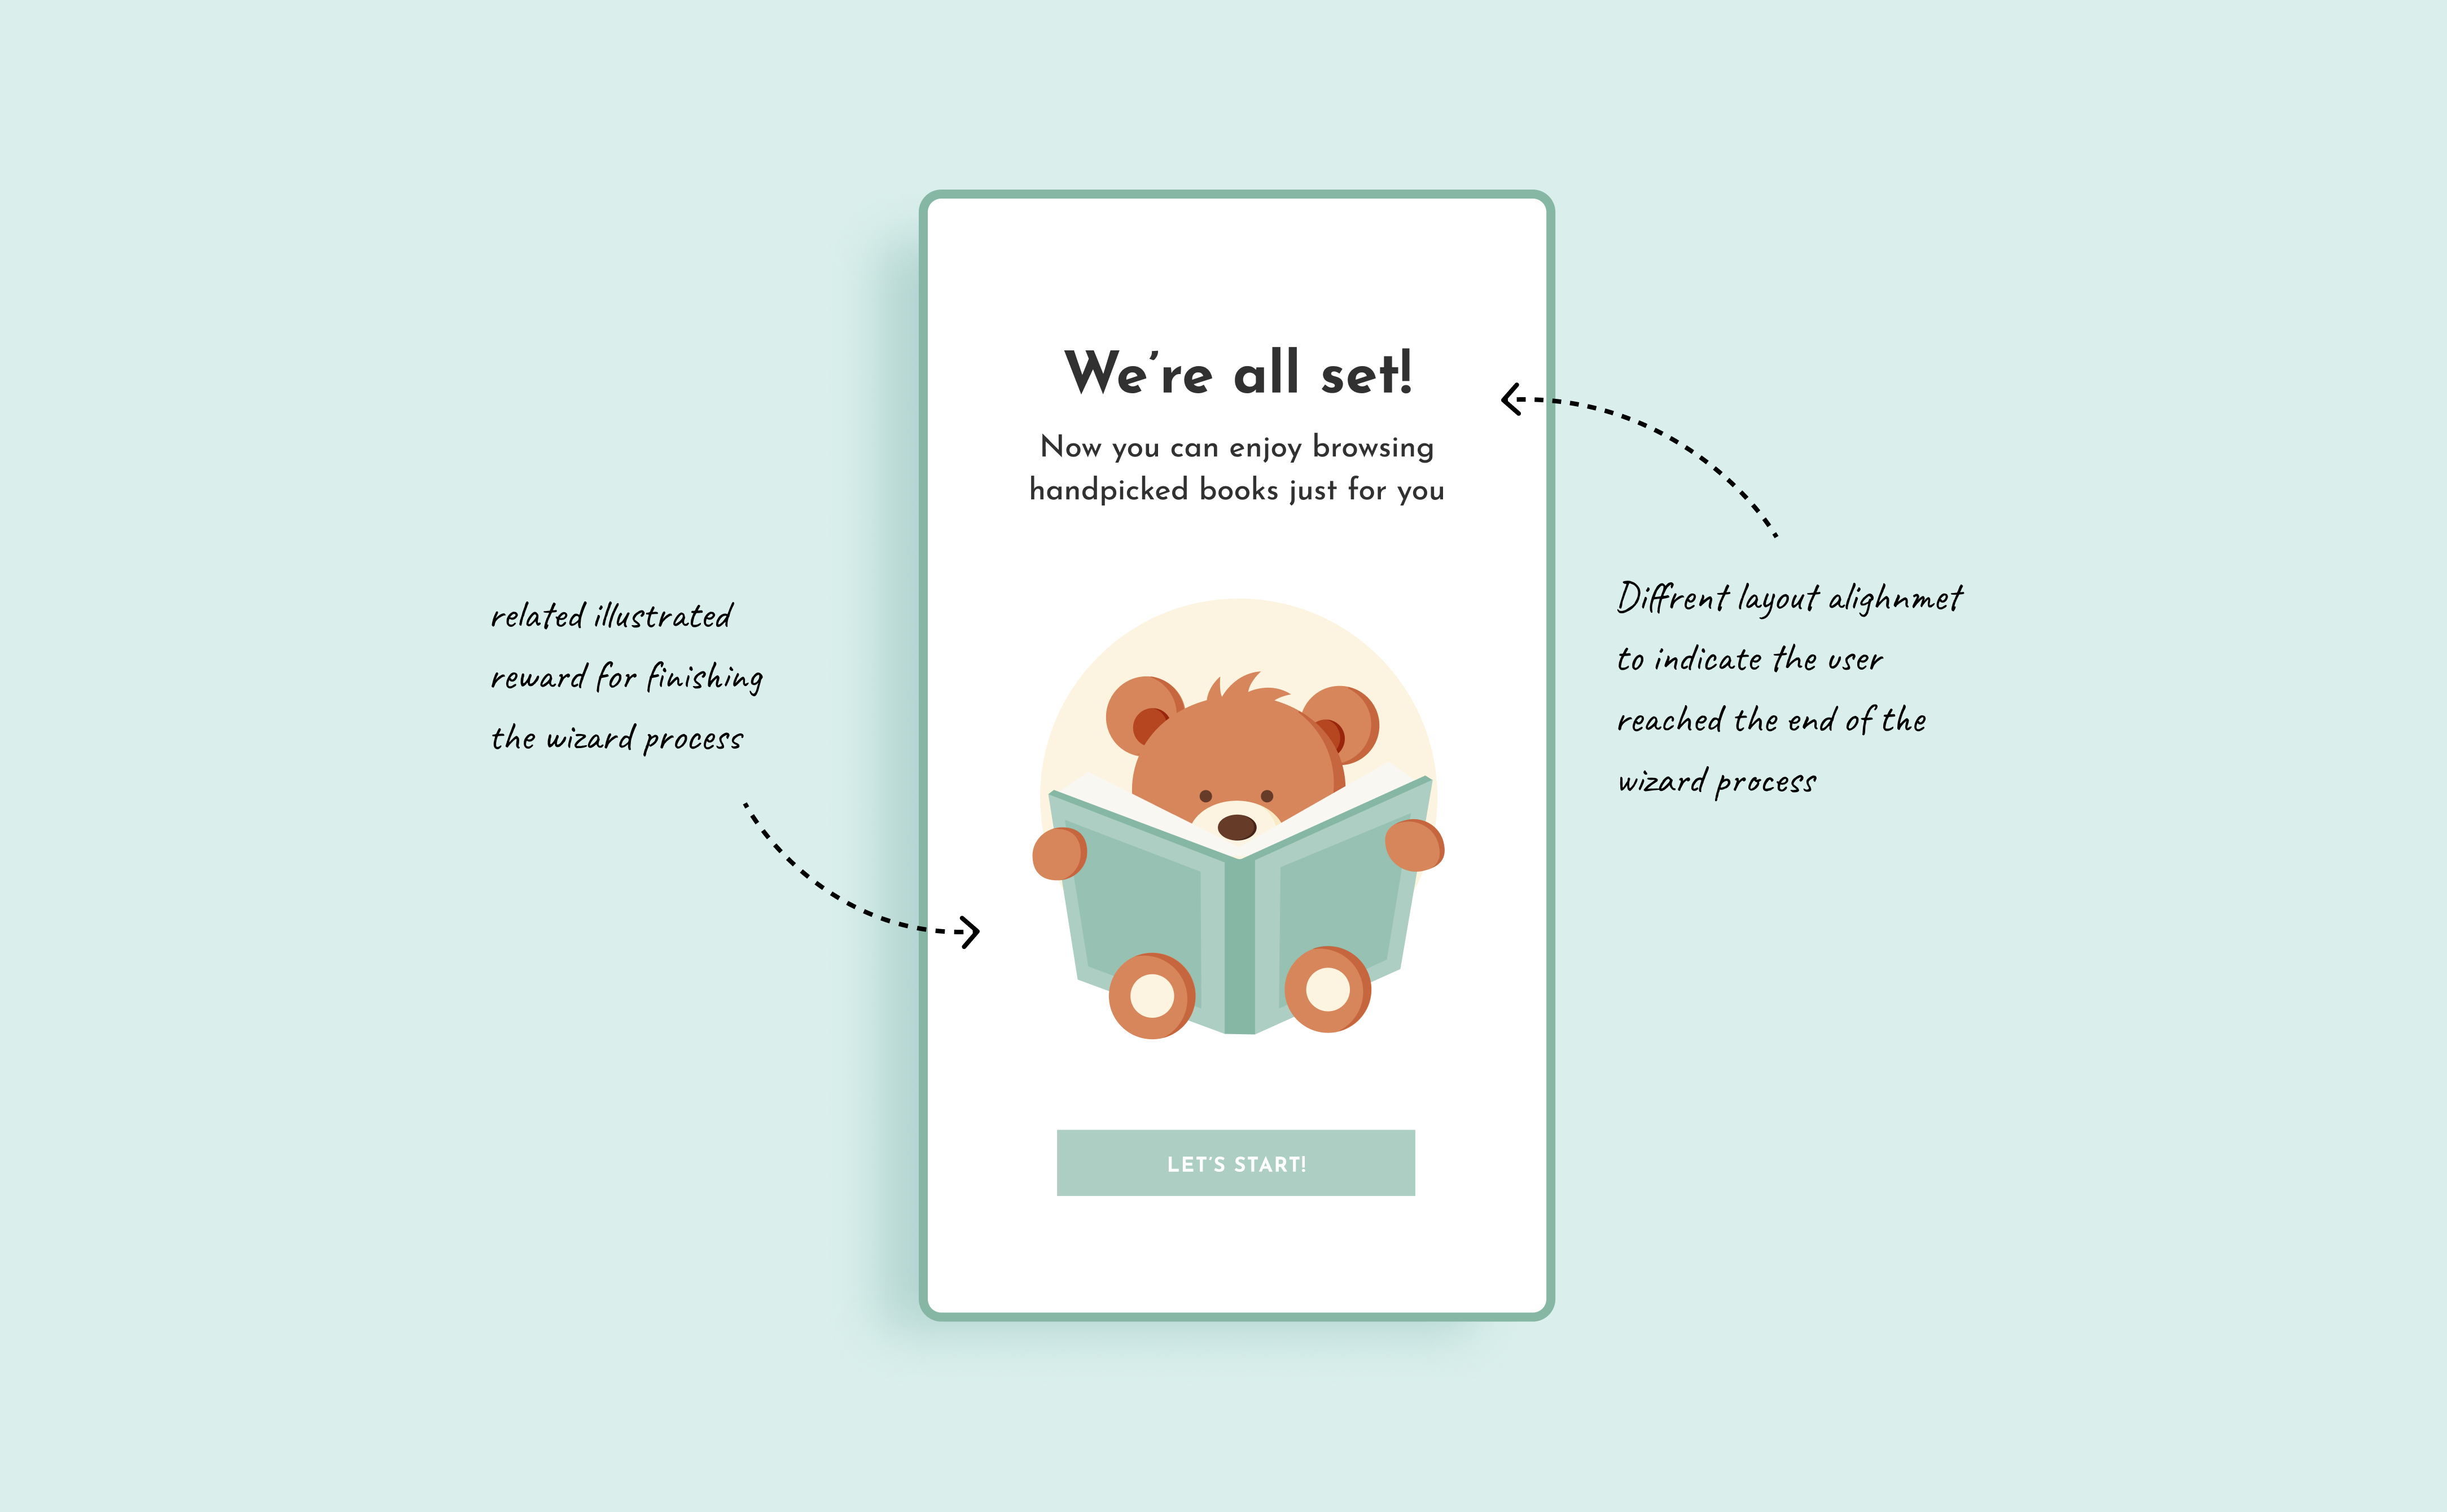 We're all set!
Now you can enjoy browsing
handpicked books just for you
related illustrated
reward for finishing
the wizard process
Diffrent layout alighnmet
to indicate the user
reached the end of the
wizard process
LET'S START!